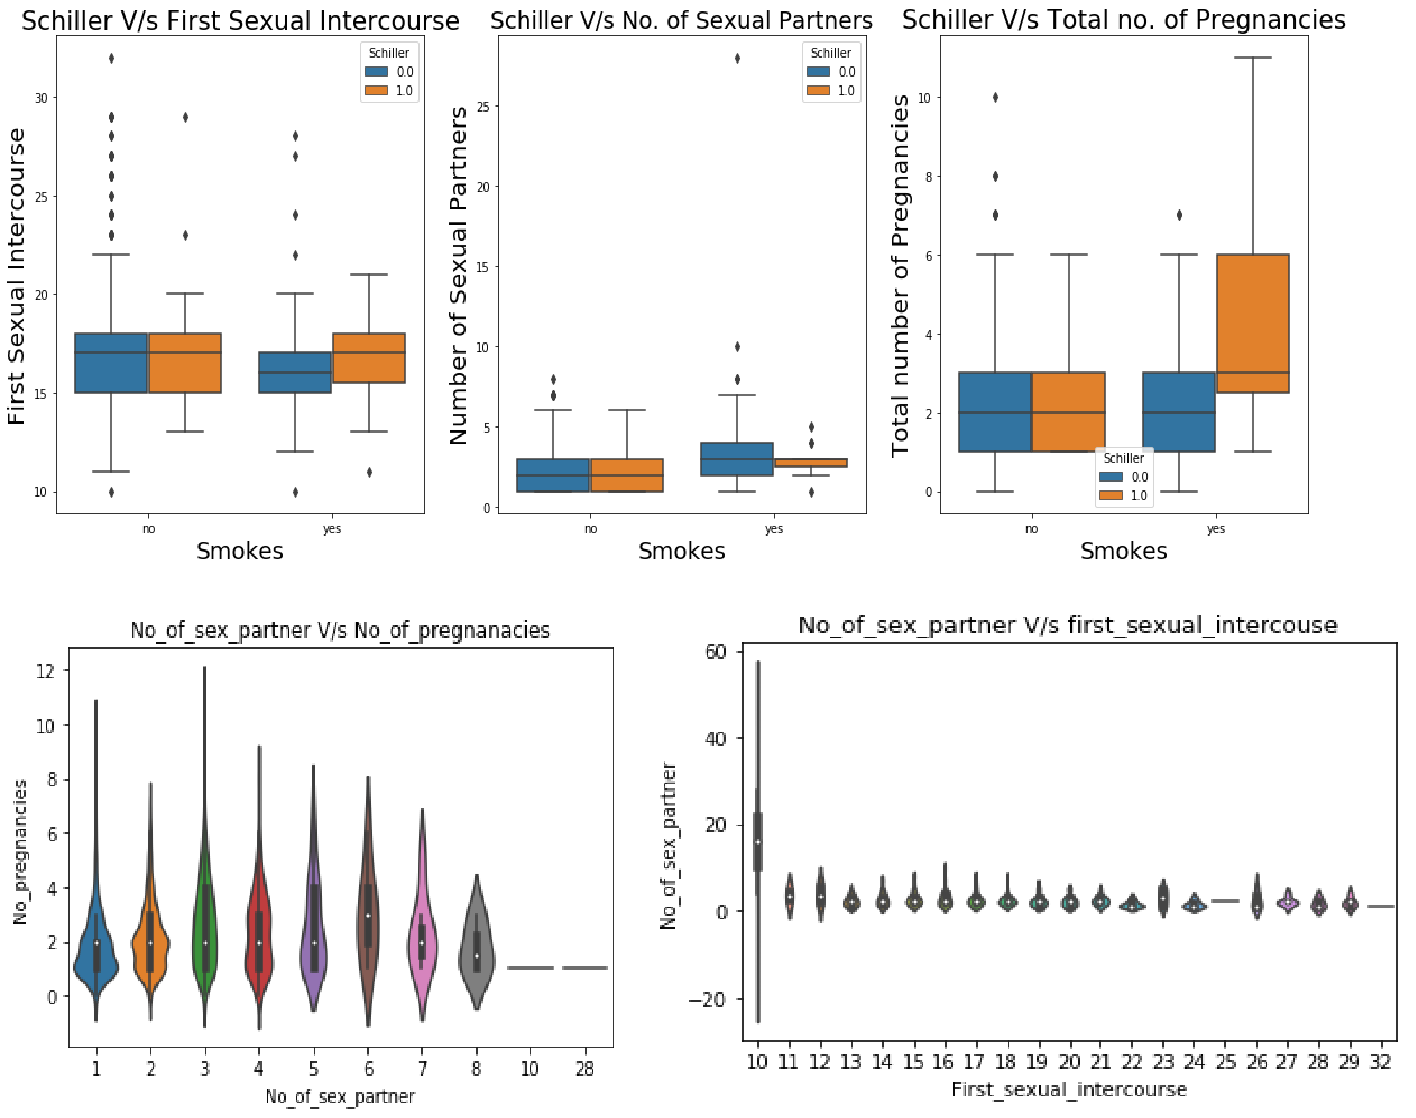 Schiller V/s First Sexual Intercourse
Schiller
0.0
1.0
30
25
20
15
10
First Sexual Intercourse
no
yes
Smokes
Schiller V/s No. of Sexual Partners
Schiller
0.0
1.0
25
20
15
10
5
0
Number of Sexual Partners
no
yes
Smokes
Schiller V/s Total no. of Pregnancies
10
8
6
4
2
0
Total number of Pregnancies
Schiller
0.0
1.0
no
yes
Smokes
No_of_sex_partner V/s No_of_pregnanacies
12
10
8
6
4
2
0
No_pregnancies
1 2 3 4 5 6 7 8 10 28
No_of_sex_partner
No_of_sex_partner V/s first_sexual_intercouse
60
40
20
0
−20
No_of_sex_partner
10 11 12 13 14 15 16 17 18 19 20 21 22 23 24 25 26 27 28 29 32
First_sexual_intercourse